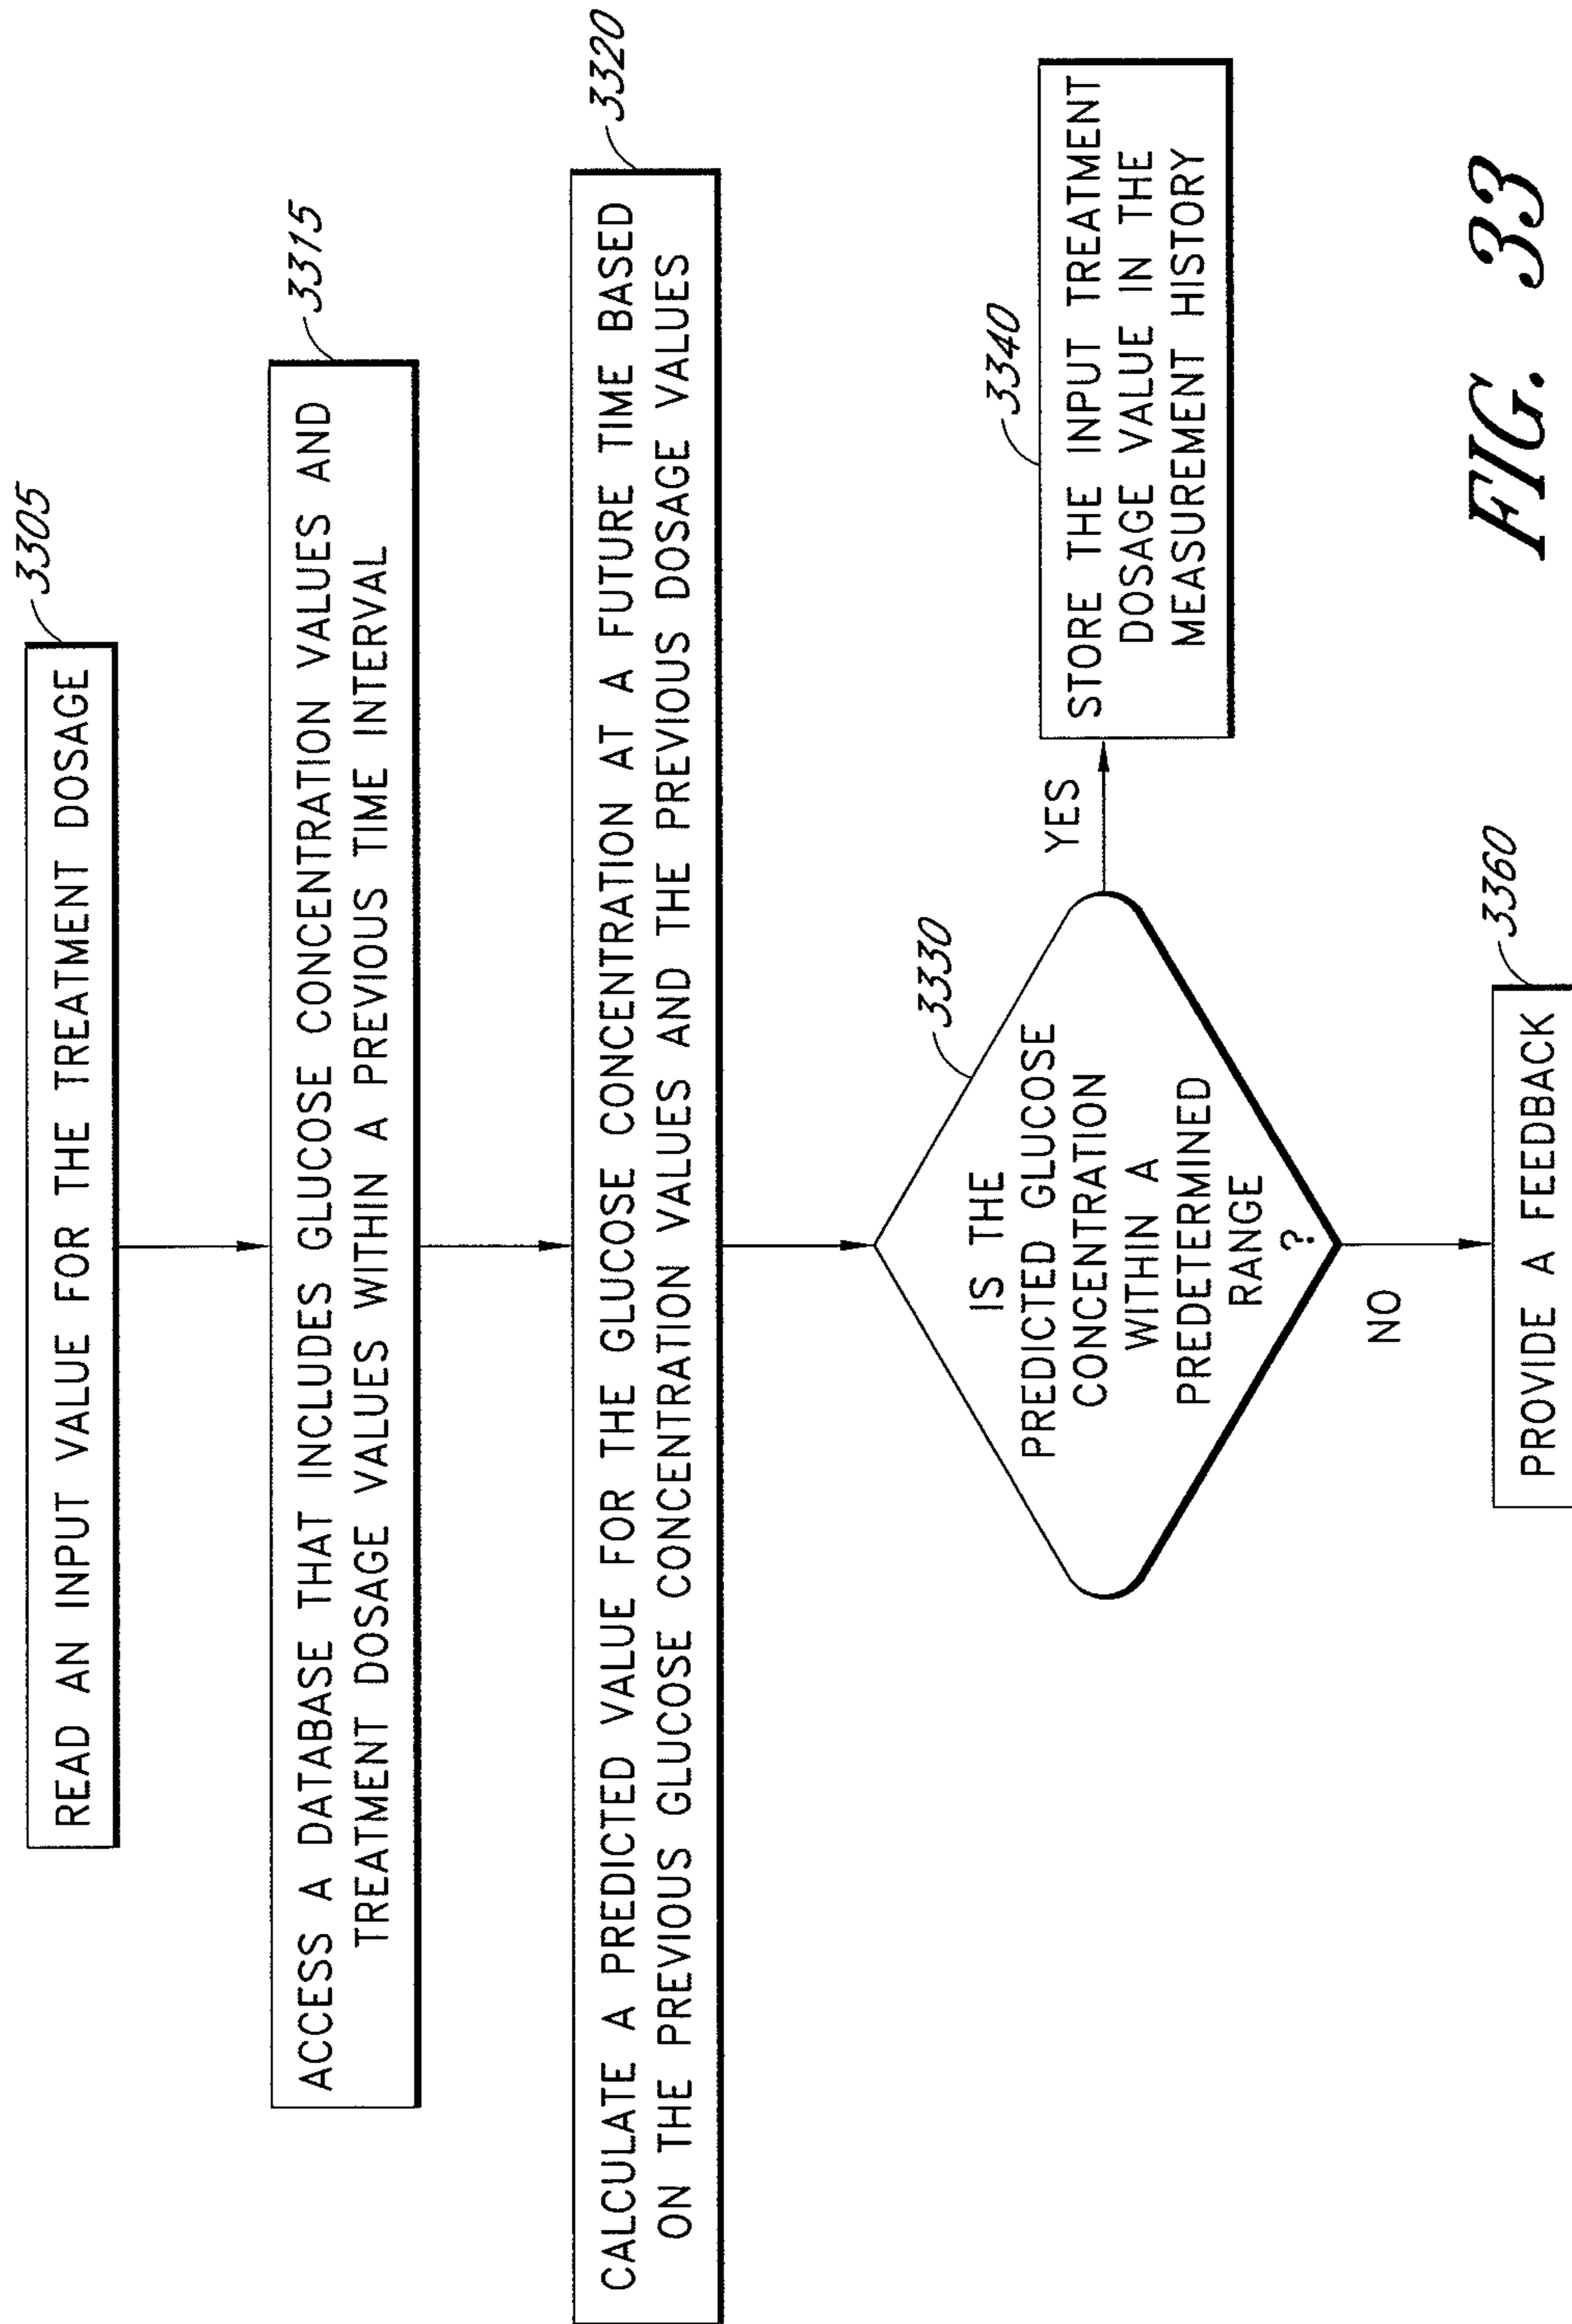 3305
READ AN INPUT VALUE FOR THE TREATMENT DOSAGE
3315
ACCESS A DATABASE THAT INCLUDES GLUCOSE CONCENTRATION VALUES AND
TREATMENT DOSAGE VALUES WITHIN A PREVIOUS TIME INTERVAL
3320
CALCULATE A PREDICTED VALUE FOR THE GLUCOSE CONCENTRATION AT A FUTURE TIME BASED
ON THE PREVIOUS GLUCOSE CONCENTRATION VALUES AND THE PREVIOUS DOSAGE VALUES
3330
IS THE
PREDICTED GLUCOSE
CONCENTRATION
WITHIN A
PREDETERMINED
RANGE
?
YES
3340
STORE THE INPUT TREATMENT
DOSAGE VALUE IN THE
MEASUREMENT HISTORY
NO
3360
PROVIDE A FEEDBACK
FIG. 33